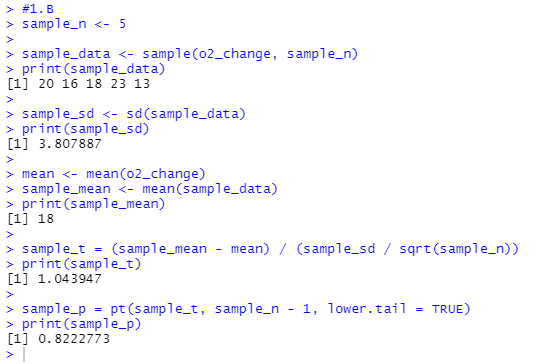 > #1.B
> sample_n <- 5
>
> sample_data <- sample(o2_change, sample_n)
> print(sample_data)
[1] 20 16 18 23 13
>
> sample_sd <- sd(sample_data)
> print(sample_sd)
[1] 3.807887
>
> mean <- mean(o2_change)
> sample_mean <- mean(sample_data)
> print(sample_mean)
[1] 18
>
> sample_t = (sample_mean - mean) / (sample_sd / sqrt(sample_n))
> print(sample_t)
[1] 1.043947
>
> sample_p = pt(sample_t, sample_n - 1, lower.tail = TRUE)
> print(sample_p)
[1] 0.8222773
>